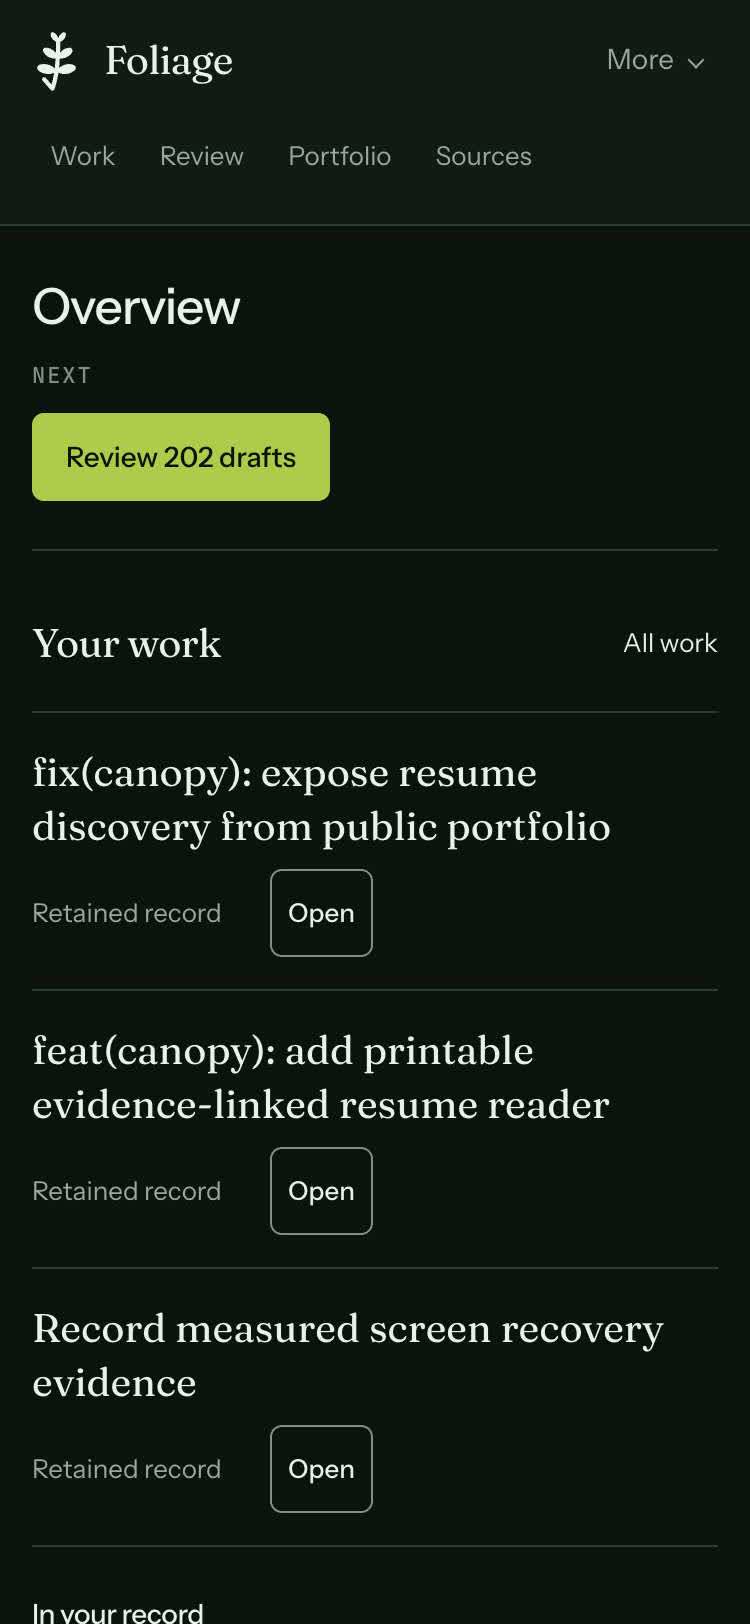 Foliage
More
Work Review Portfolio Sources
Overview
NEXT
Review 202 drafts
Your work
All work
fix(canopy): expose resume
discovery from public portfolio
Retained record
Open
feat(canopy): add printable
evidence-linked resume reader
Retained record
Open
Record measured screen recovery
evidence
Retained record
Open
In your record